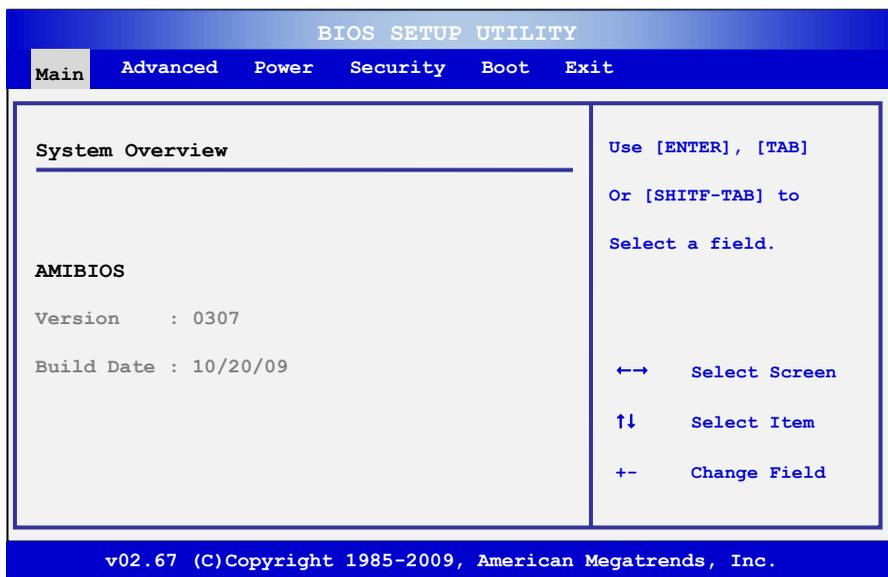 BIOS SETUP UTILITY
Main Advanced Power Security Boot Exit
System Overview
AMIBIOS
Version : 0307
Build Date : 10/20/09
Use [ENTER], [TAB]
Or [SHITF-TAB] to
Select a field.
←→ Select Screen
↑↓ Select Item
+- Change Field
v02.67 (C)Copyright 1985-2009, American Megatrends, Inc.